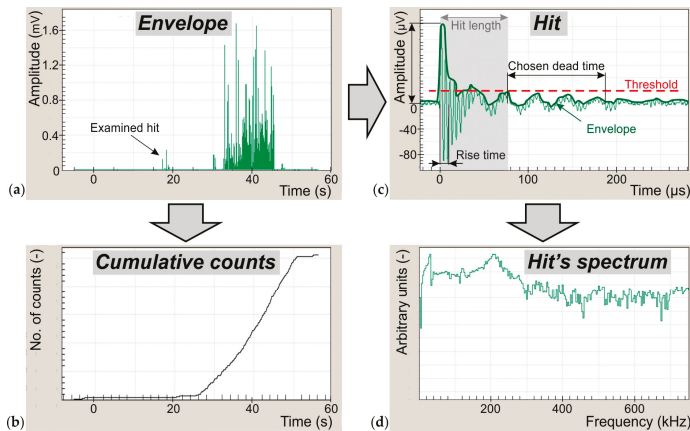 Envelope
Amplitude (mV)
1.6
1.2
0.8
0.4
0
Examined hit
0
20
40
60
Time (s)
(a)
Hit
Amplitude (µV)
Hit length
Chosen dead time
Threshold
Envelope
Rise time
0
-40
-80
0
100
200
Time (µs)
(c)
Cumulative counts
No. of counts (-)
0
20
40
60
Time (s)
(b)
Hit's spectrum
Arbitrary units (-)
200
400
600
Frequency (kHz)
(d)